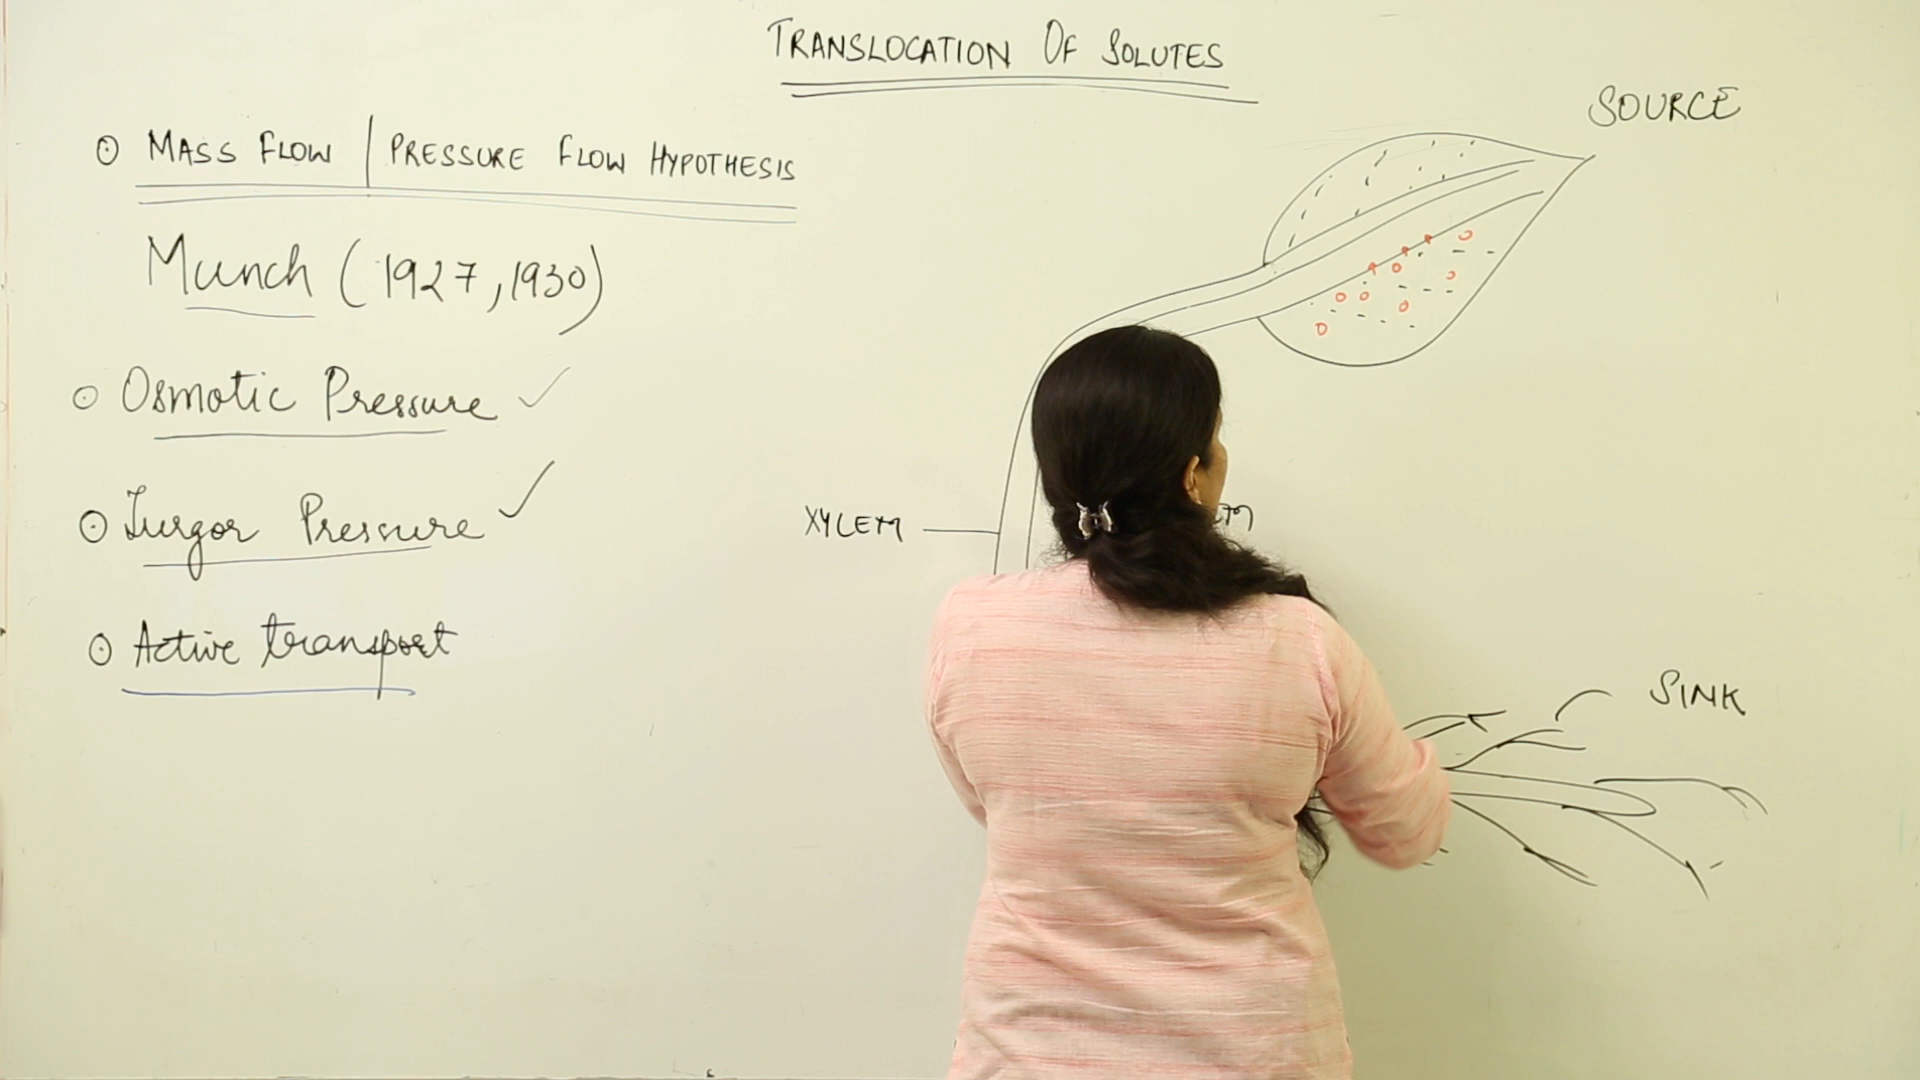 TRANSLOCATION OF SOLUTES
SOURCE
MASS FLOW | PRESSURE FLOW HYPOTHESIS
Munch (1927, 1930)
Osmotic Pressure ✓
Turgor Pressure ✓
XYLEM
Active transport
SINK